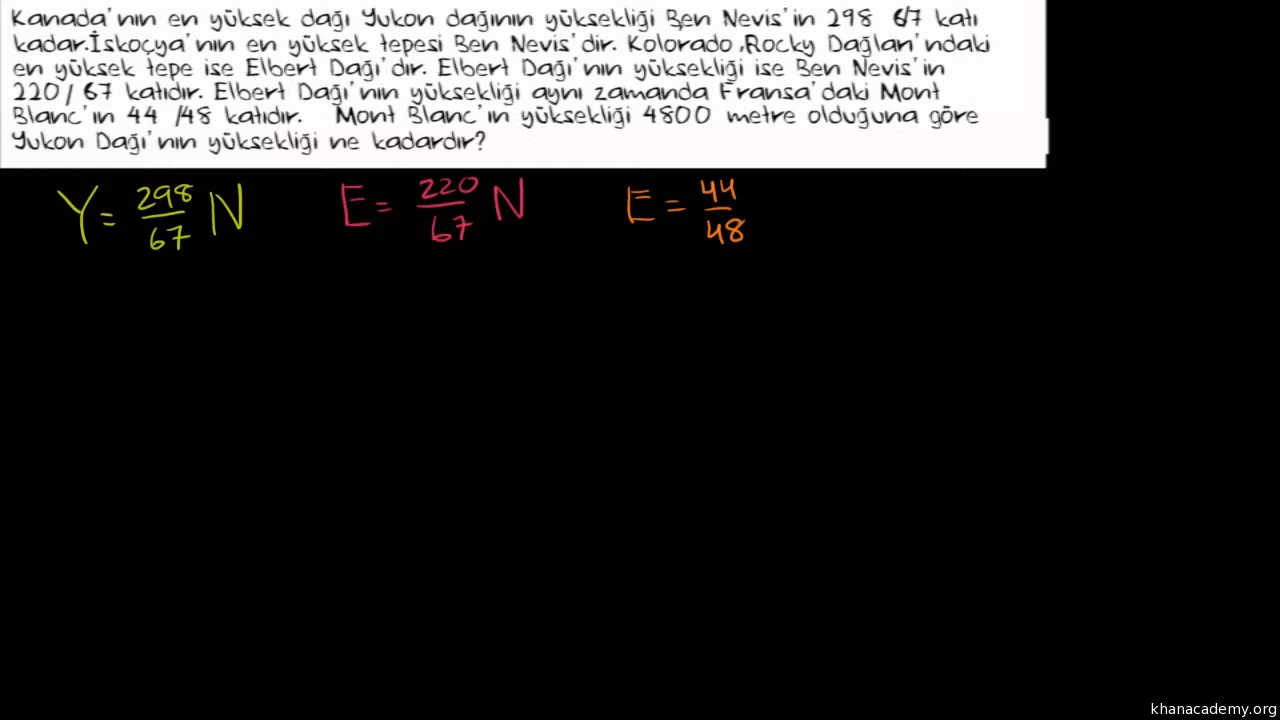 Kanada'nın en yüksek dağı Yukon dağının yüksekliği Ben Nevis'in 298 67 katı
kadar.İskoçya'nın en yüksek tepesi Ben Nevis'dir. Kolorado ,Rocky Dağları'ndaki
en yüksek tepe ise Elbert Dağı'dır. Elbert Dağı'nın yüksekliği ise Ben Nevis'in
220/ 67 katıdır. Elbert Dağı'nın yüksekliği aynı zamanda Fransa'daki Mont
Blanc'ın 44 /48 katıdır. Mont Blanc'ın yüksekliği 4800 metre olduğuna göre
Yukon Dağı'nın yüksekliği ne kadardır?
Y = 298/67 N E = 220/67 N E = 44/48
khanacademy.org